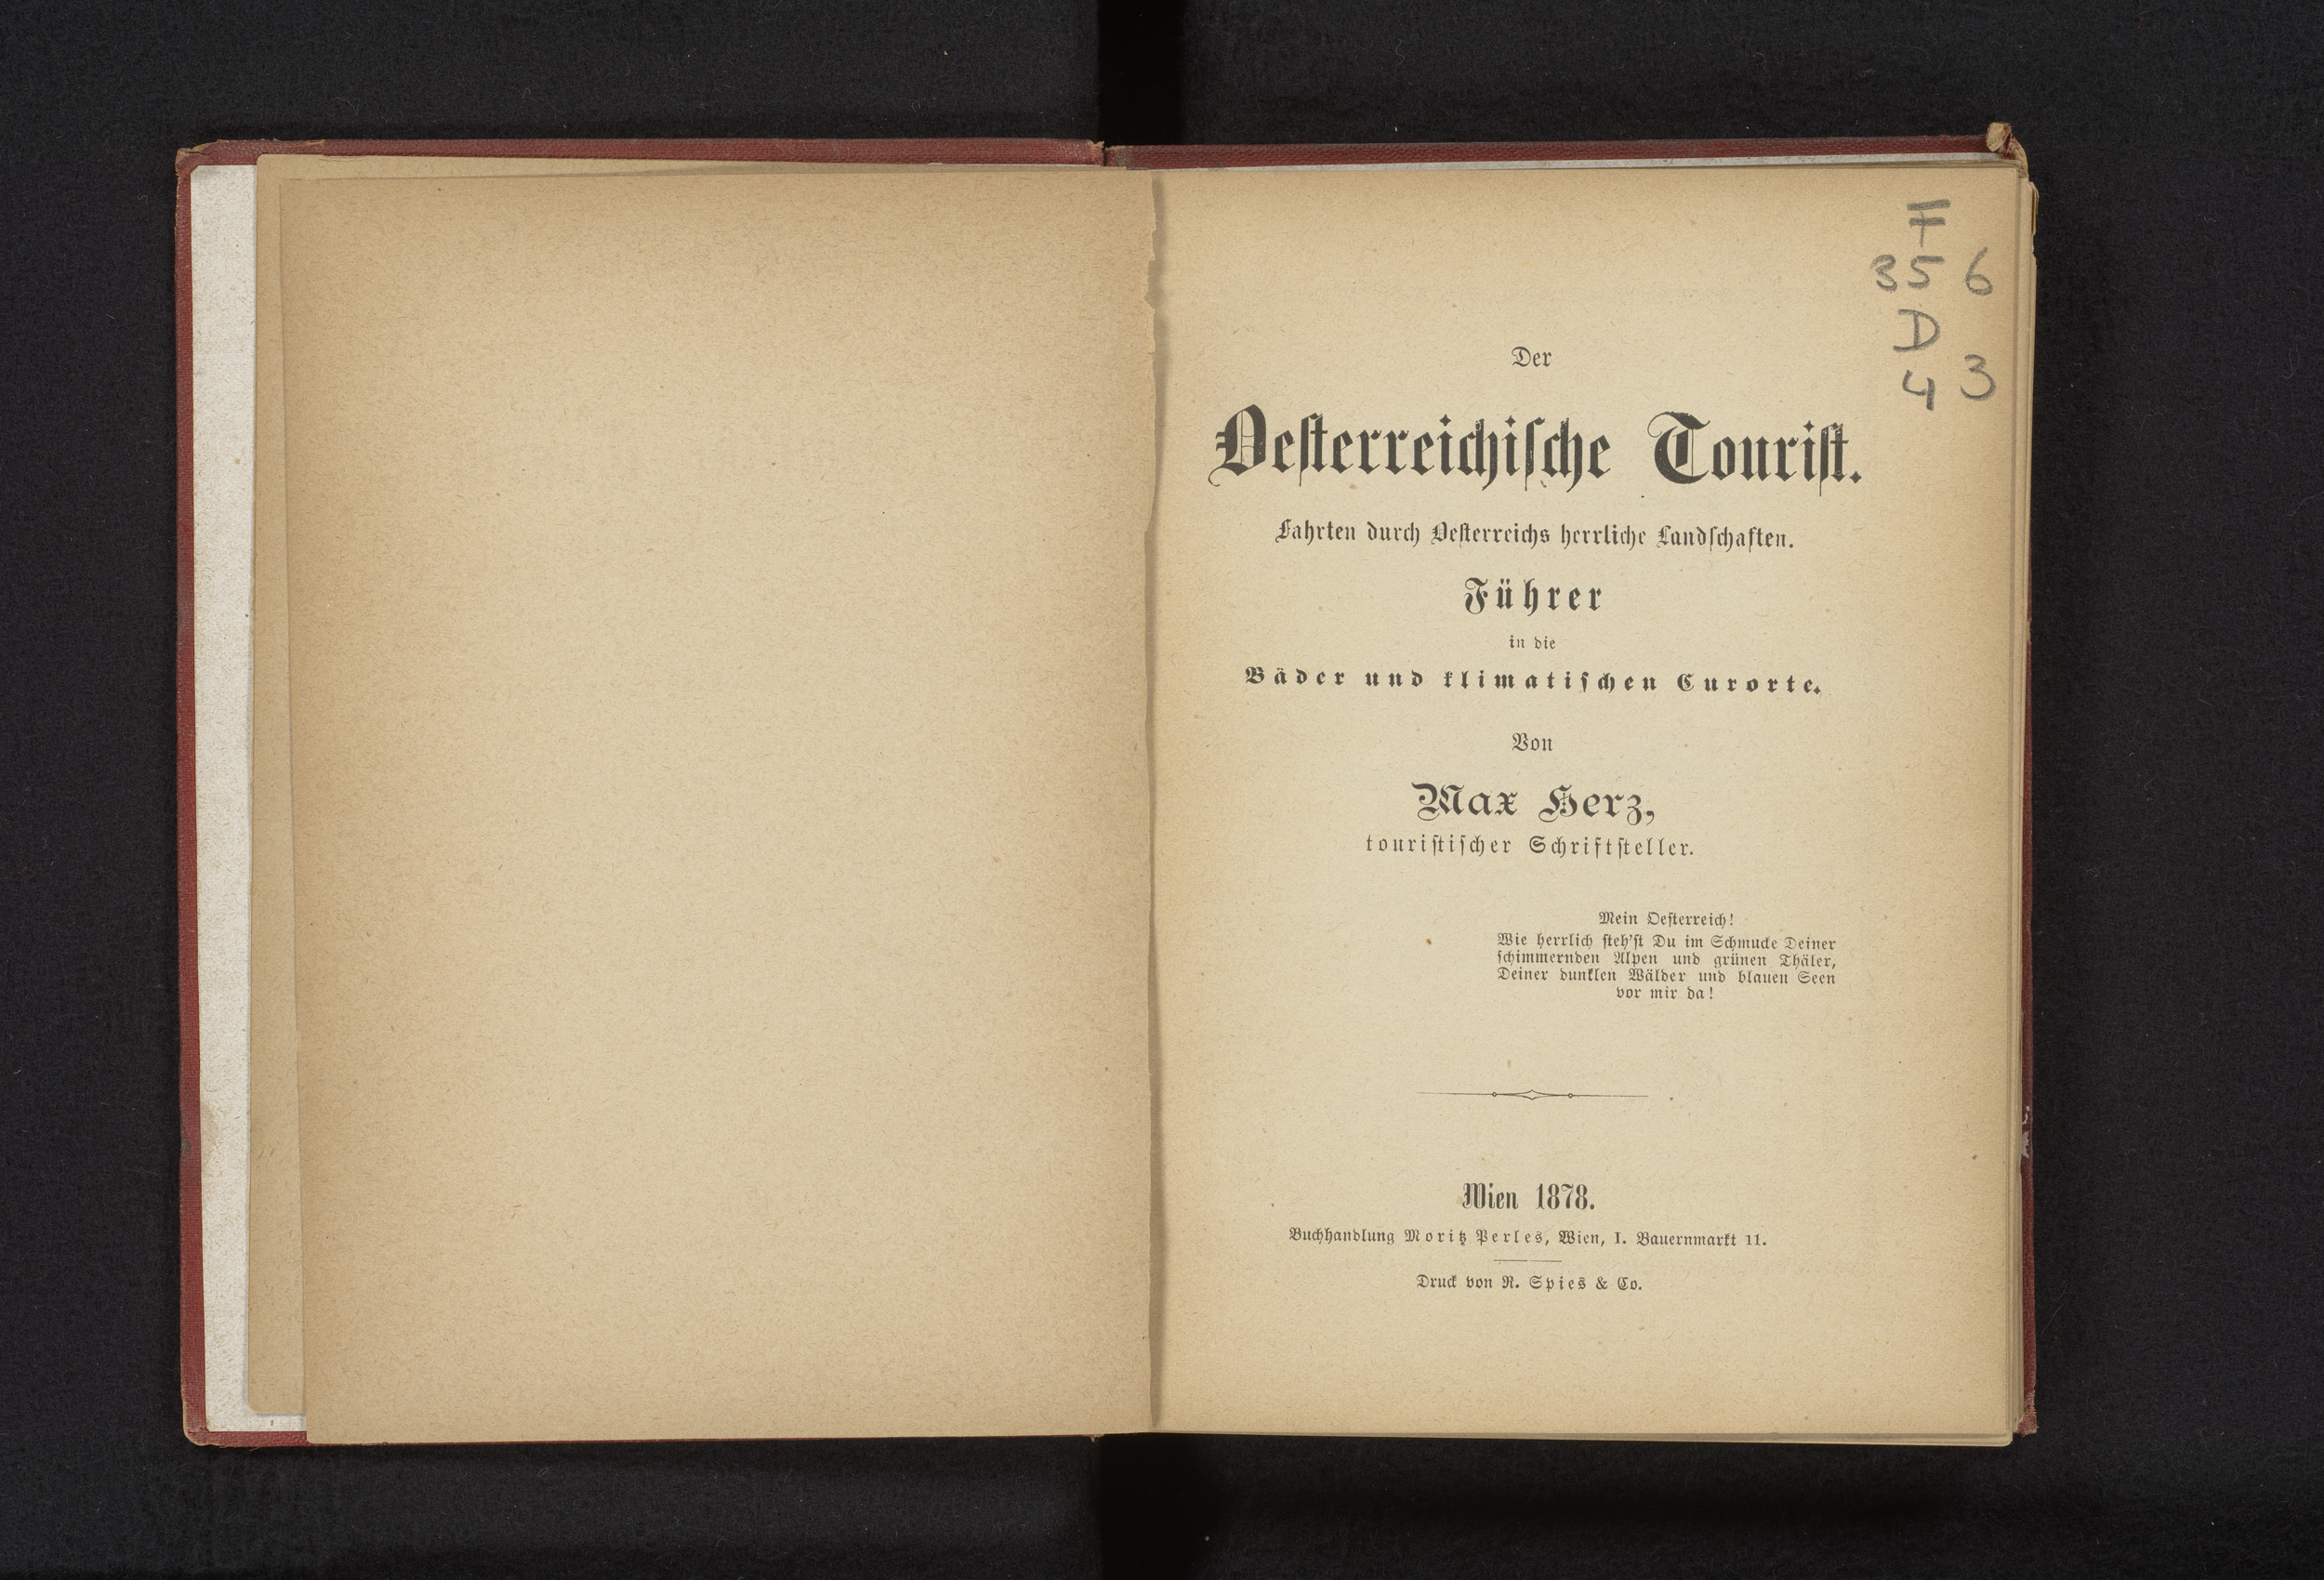 F
35 6
D
4 3
Der
Oeſterreichiſche Touriſt.
Fahrten durch Oeſterreichs herrliche Landſchaften.
Führer
in die
Bäder und klimatiſchen Curorte.
Von
Max Herz,
touriſtiſcher Schriftſteller.
Mein Oeſterreich!
Wie herrlich ſteh'ſt Du im Schmucke Deiner
ſchimmernden Alpen und grünen Thäler,
Deiner dunklen Wälder und blauen Seen
vor mir da!
Wien 1878.
Buchhandlung Moritz Perles, Wien, I. Bauernmarkt 11.
Druck von R. Spies & Co.